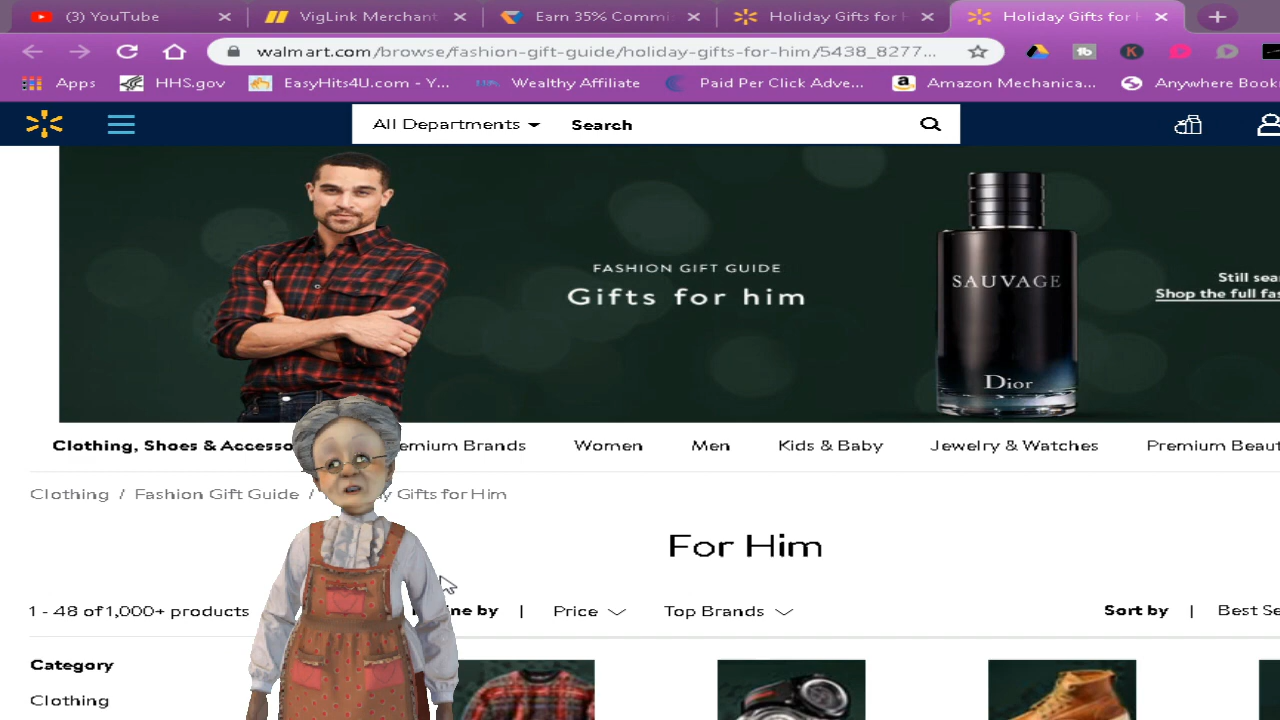 (3) YouTube
VigLink Merchant
Earn 35% Commis
Holiday Gifts for H
Holiday Gifts for H
walmart.com/browse/fashion-gift-guide/holiday-gifts-for-him/5438_8277...
Apps
HHS.gov
EasyHits4U.com - Y...
Wealthy Affiliate
Paid Per Click Adve...
Amazon Mechanica...
Anywhere Book
All Departments
Search
FASHION GIFT GUIDE
Gifts for him
SAUVAGE
Dior
Still sea
Shop the full fas
Clothing, Shoes & Accesso
emium Brands
Women
Men
Kids & Baby
Jewelry & Watches
Premium Beaut
Clothing / Fashion Gift Guide / y Gifts for Him
For Him
1 - 48 of 1,000+ products
ne by | Price
Top Brands
Sort by | Best Se
Category
Clothing